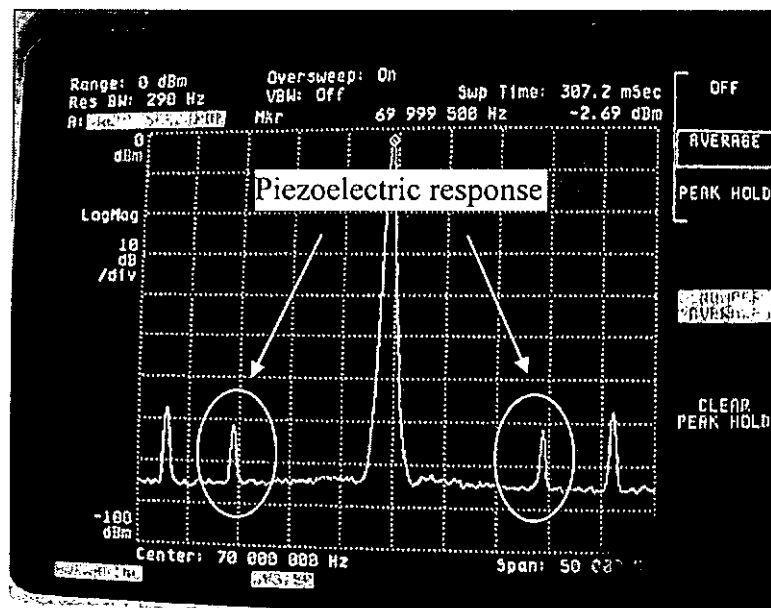 Range: 0 dBm
Oversweep: On
Res BW: 290 Hz
VBW: Off
Swp Time: 307.2 mSec
A:
Mkr
69 999 500 Hz
-2.69 dBm
OFF
AVERAGE
PEAK HOLD
CLEAR
PEAK HOLD
0
dBm
LogMag
10
dB
/div
-100
dBm
Piezoelectric response
Center: 70 000 000 Hz
Span: 50